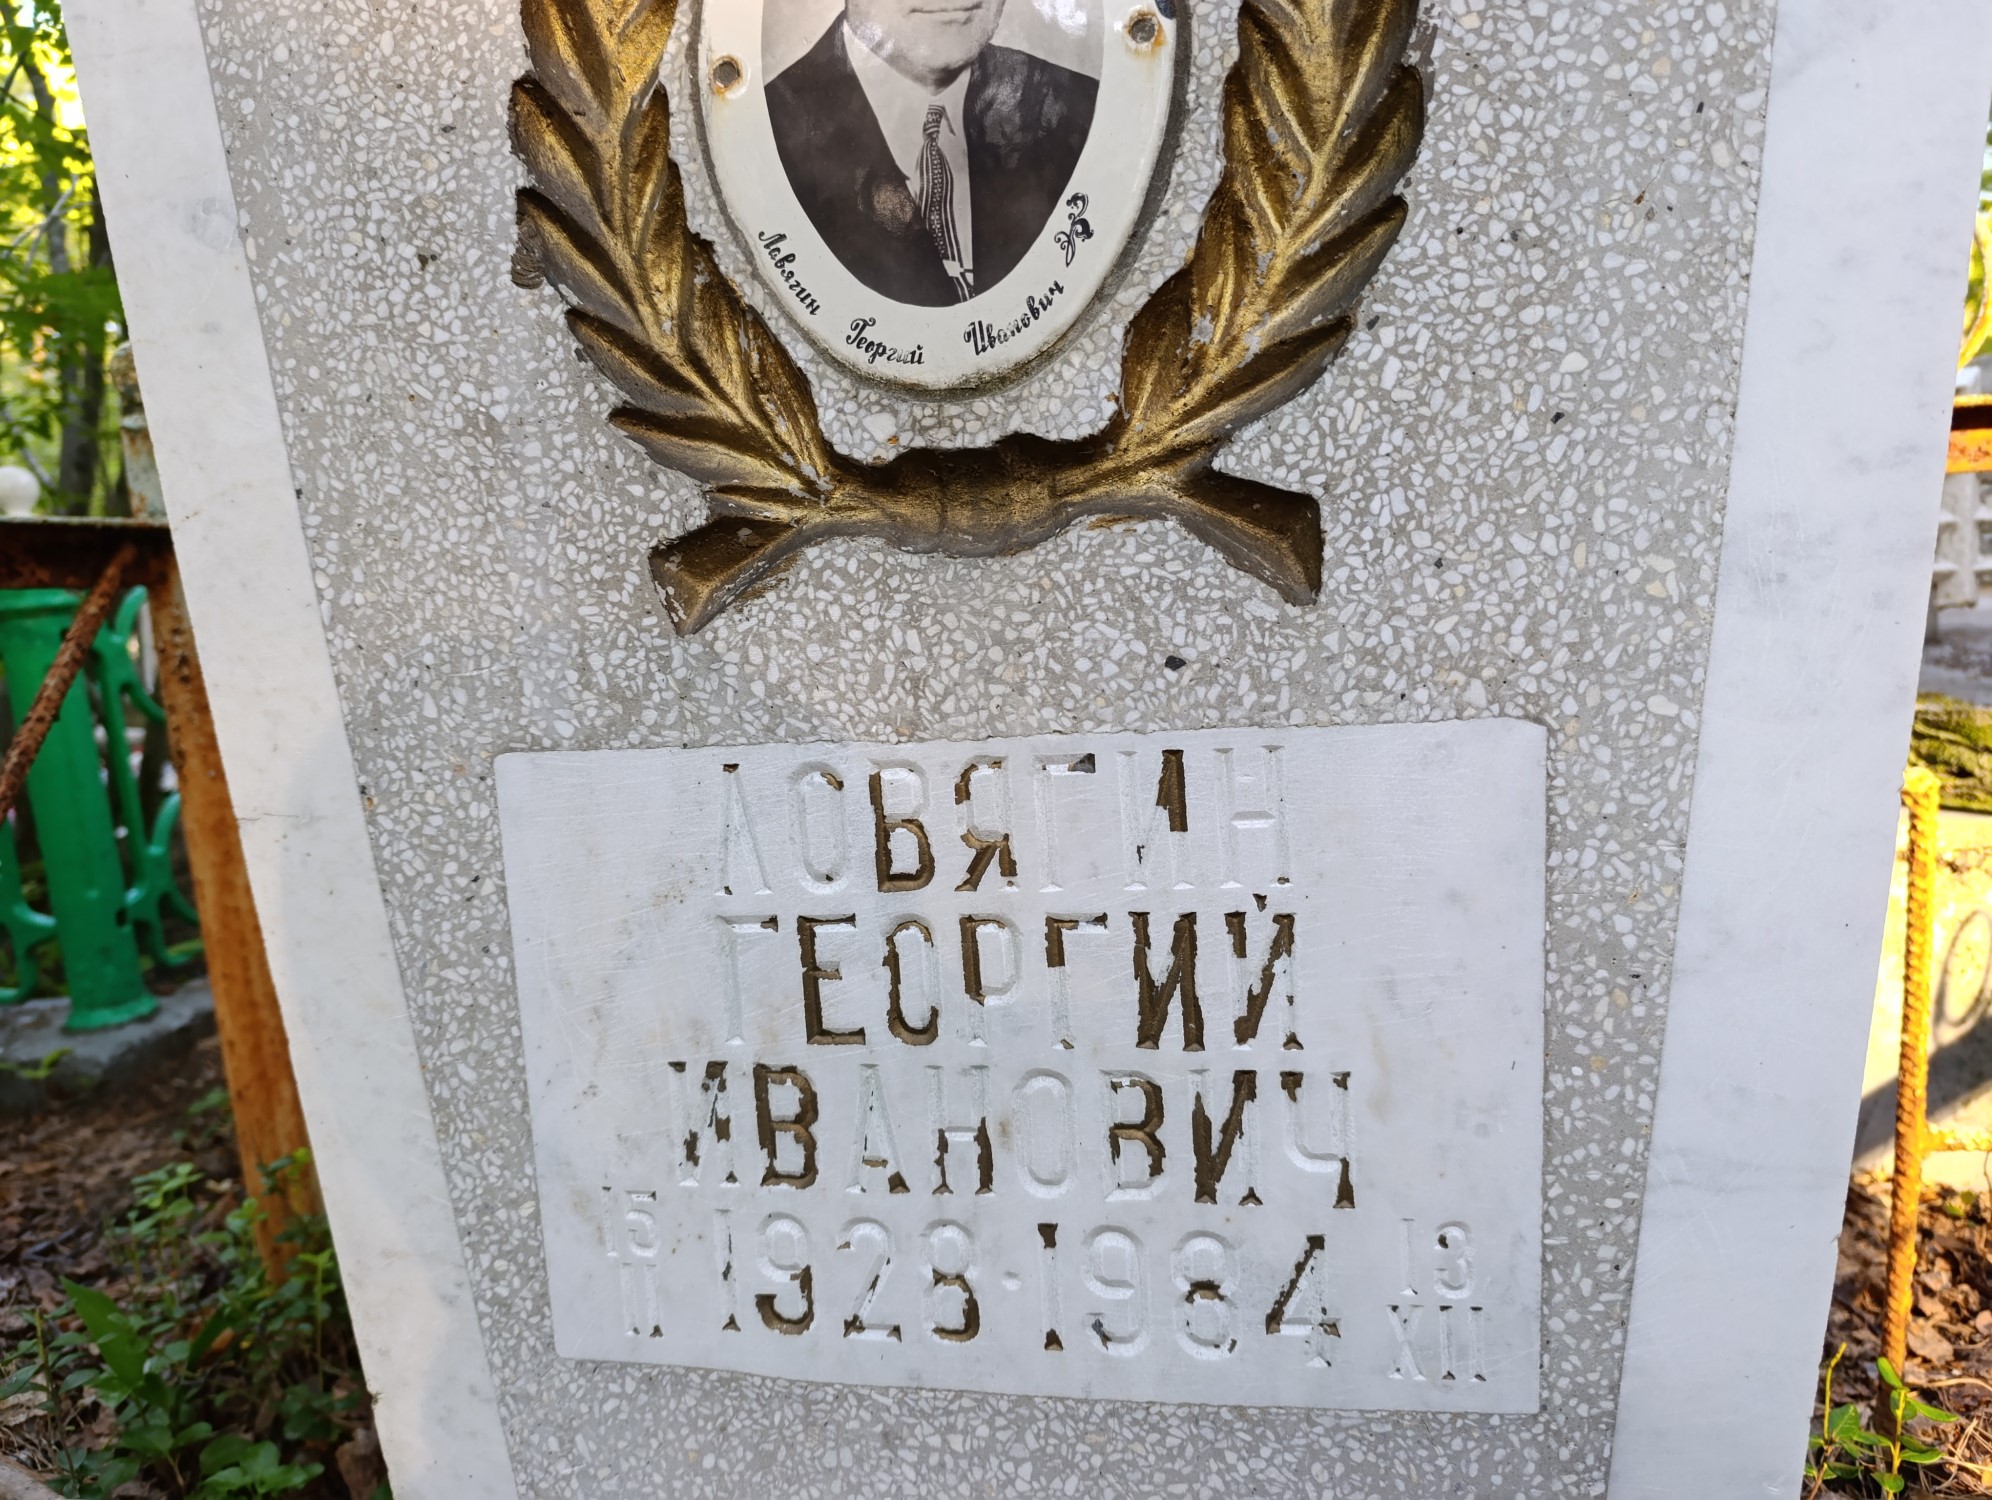 Ловягин Георгий Иванович
ЛОВЯГИН
ГЕОРГИЙ
ИВАНОВИЧ
15 II 1928·1984 13 XII